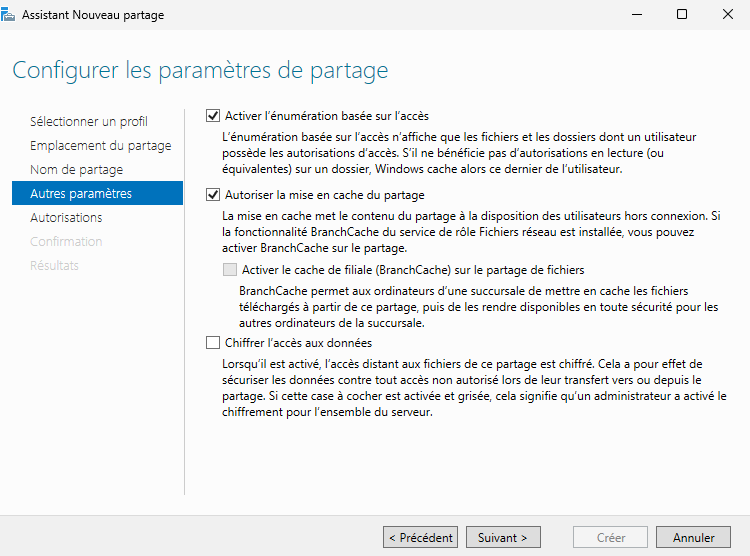 Assistant Nouveau partage
Configurer les paramètres de partage
Sélectionner un profil
Emplacement du partage
Nom de partage
Autres paramètres
Autorisations
Confirmation
Résultats
Activer l'énumération basée sur l'accès
L'énumération basée sur l'accès n'affiche que les fichiers et les dossiers dont un utilisateur
possède les autorisations d'accès. S'il ne bénéficie pas d'autorisations en lecture (ou
équivalentes) sur un dossier, Windows cache alors ce dernier de l'utilisateur.
Autoriser la mise en cache du partage
La mise en cache met le contenu du partage à la disposition des utilisateurs hors connexion. Si
la fonctionnalité BranchCache du service de rôle Fichiers réseau est installée, vous pouvez
activer BranchCache sur le partage.
Activer le cache de filiale (BranchCache) sur le partage de fichiers
BranchCache permet aux ordinateurs d'une succursale de mettre en cache les fichiers
téléchargés à partir de ce partage, puis de les rendre disponibles en toute sécurité pour les
autres ordinateurs de la succursale.
Chiffrer l'accès aux données
Lorsqu'il est activé, l'accès distant aux fichiers de ce partage est chiffré. Cela a pour effet de
sécuriser les données contre tout accès non autorisé lors de leur transfert vers ou depuis le
partage. Si cette case à cocher est activée et grisée, cela signifie qu'un administrateur a activé le
chiffrement pour l'ensemble du serveur.
< Précédent
Suivant >
Créer
Annuler